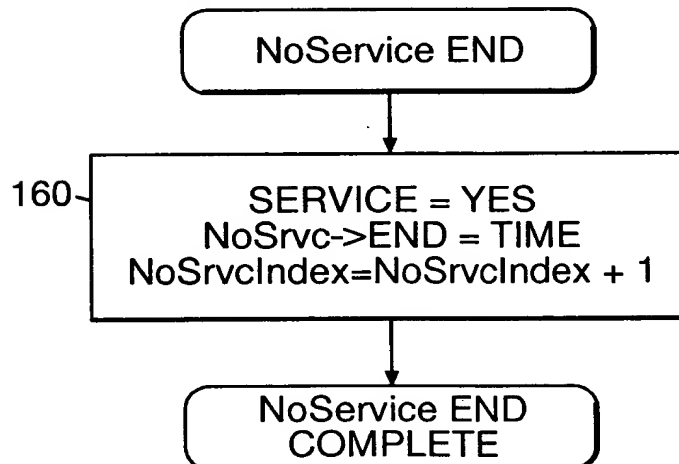 NoService END
160
SERVICE = YES
NoSrvc->END = TIME
NoSrvcIndex=NoSrvcIndex + 1
NoService END
COMPLETE